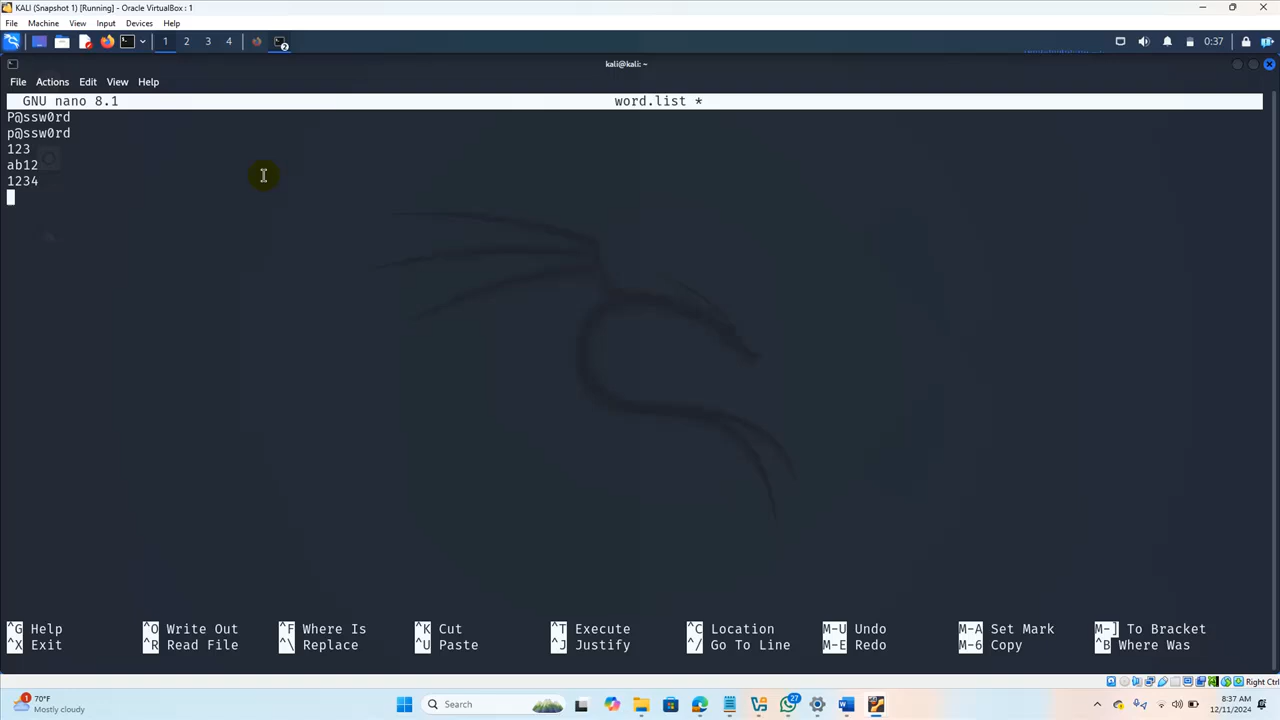 KALI (Snapshot 1) [Running] - Oracle VirtualBox : 1
File Machine View Input Devices Help
1 2 3 4 2 0:37
kali@kali: ~
File Actions Edit View Help
GNU nano 8.1 word.list *
P@ssw0rd
p@ssw0rd
123
ab12
1234
^G Help ^O Write Out ^F Where Is ^K Cut ^T Execute ^C Location M-U Undo M-A Set Mark M-] To Bracket
^X Exit ^R Read File ^\ Replace ^U Paste ^J Justify ^/ Go To Line M-E Redo M-6 Copy ^B Where Was
Right Ctrl
1 70°F
Mostly cloudy
Search
27
8:37 AM
12/11/2024